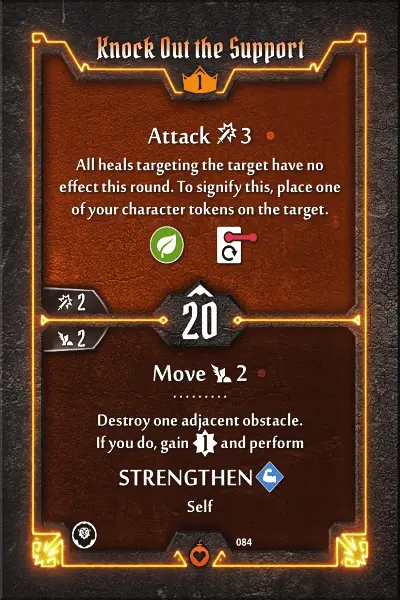 Knock Out the Support
1
Attack 3
All heals targeting the target have no
effect this round. To signify this, place one
of your character tokens on the target.
2
20
2
Move 2
Destroy one adjacent obstacle.
If you do, gain 1 and perform
STRENGTHEN
Self
084